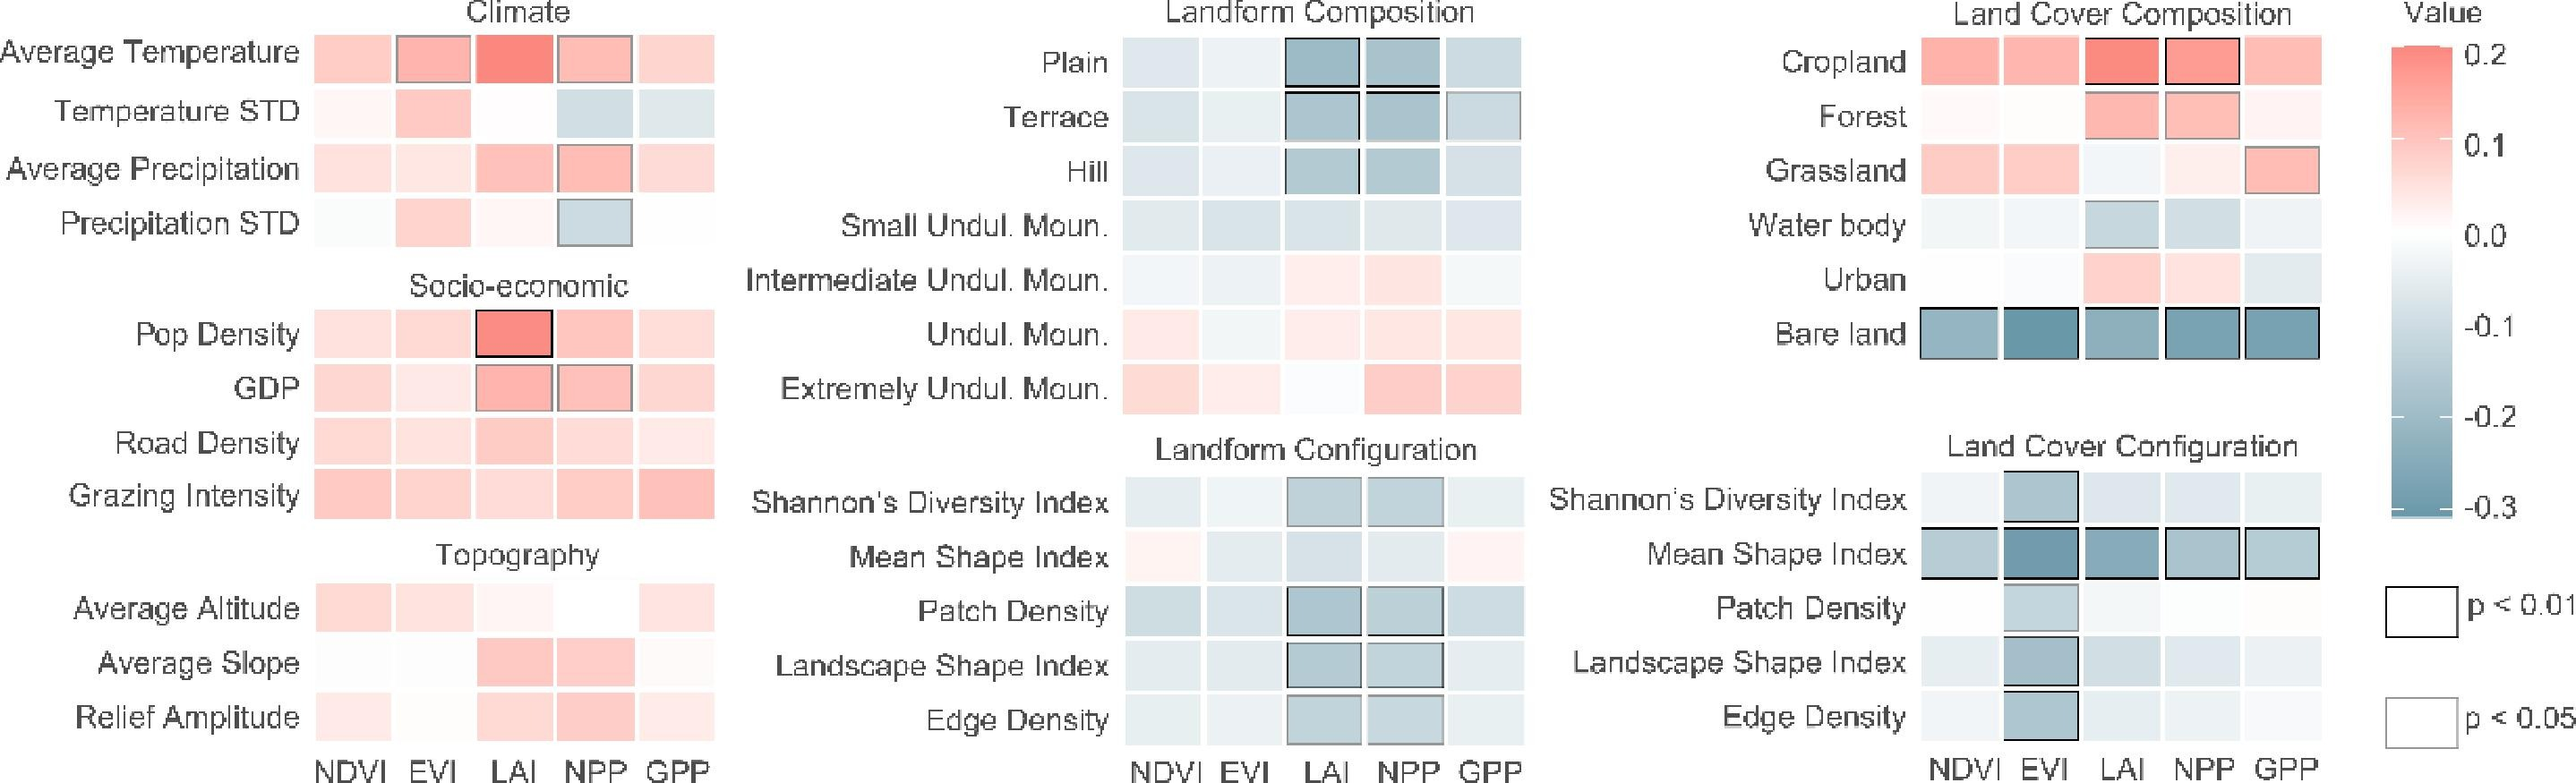 Climate
Average Temperature
Temperature STD
Average Precipitation
Precipitation STD
Socio-economic
Pop Density
GDP
Road Density
Grazing Intensity
Topography
Average Altitude
Average Slope
Relief Amplitude
NDVI EVI LAI NPP GPP
Landform Composition
Plain
Terrace
Hill
Small Undul. Moun.
Intermediate Undul. Moun.
Undul. Moun.
Extremely Undul. Moun.
Landform Configuration
Shannon's Diversity Index
Mean Shape Index
Patch Density
Landscape Shape Index
Edge Density
NDVI EVI LAI NPP GPP
Land Cover Composition
Cropland
Forest
Grassland
Water body
Urban
Bare land
Land Cover Configuration
Shannon's Diversity Index
Mean Shape Index
Patch Density
Landscape Shape Index
Edge Density
NDVI EVI LAI NPP GPP
Value
0.2
0.1
0.0
-0.1
-0.2
-0.3
p < 0.01
p < 0.05